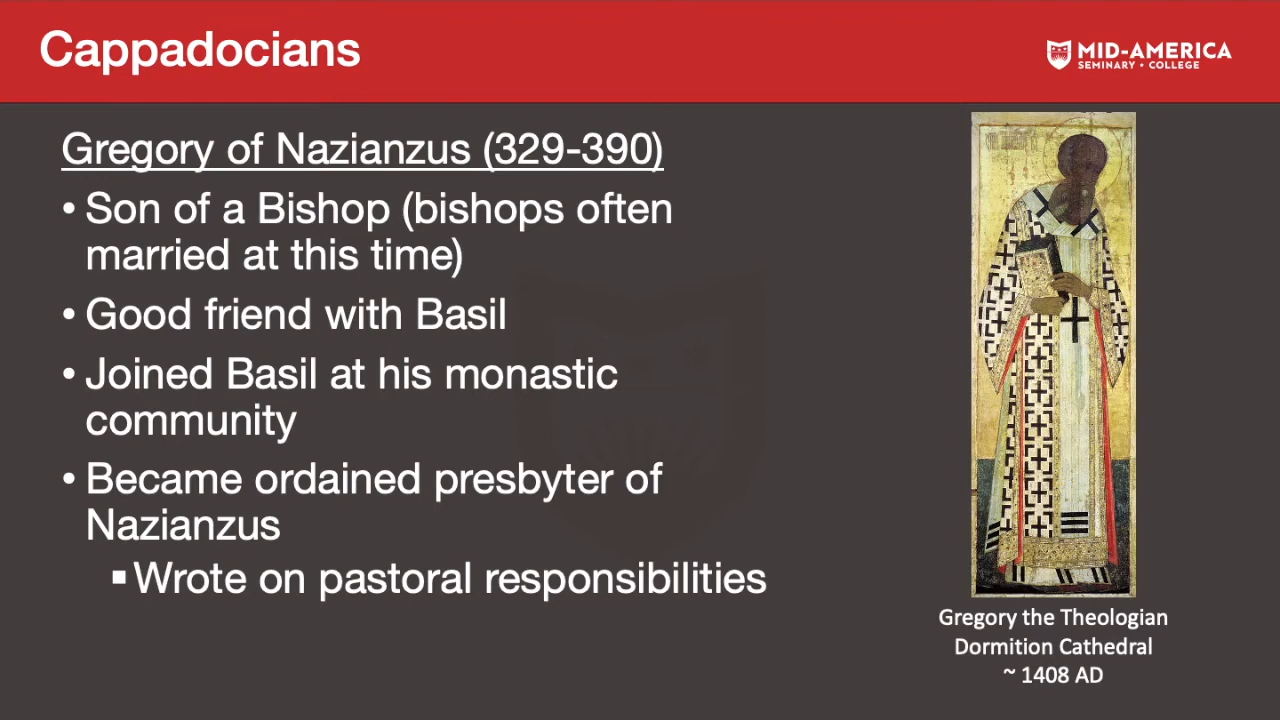 Cappadocians
MID-AMERICA
SEMINARY • COLLEGE
Gregory of Nazianzus (329-390)
• Son of a Bishop (bishops often
married at this time)
• Good friend with Basil
• Joined Basil at his monastic
community
• Became ordained presbyter of
Nazianzus
▪ Wrote on pastoral responsibilities
Gregory the Theologian
Dormition Cathedral
~ 1408 AD